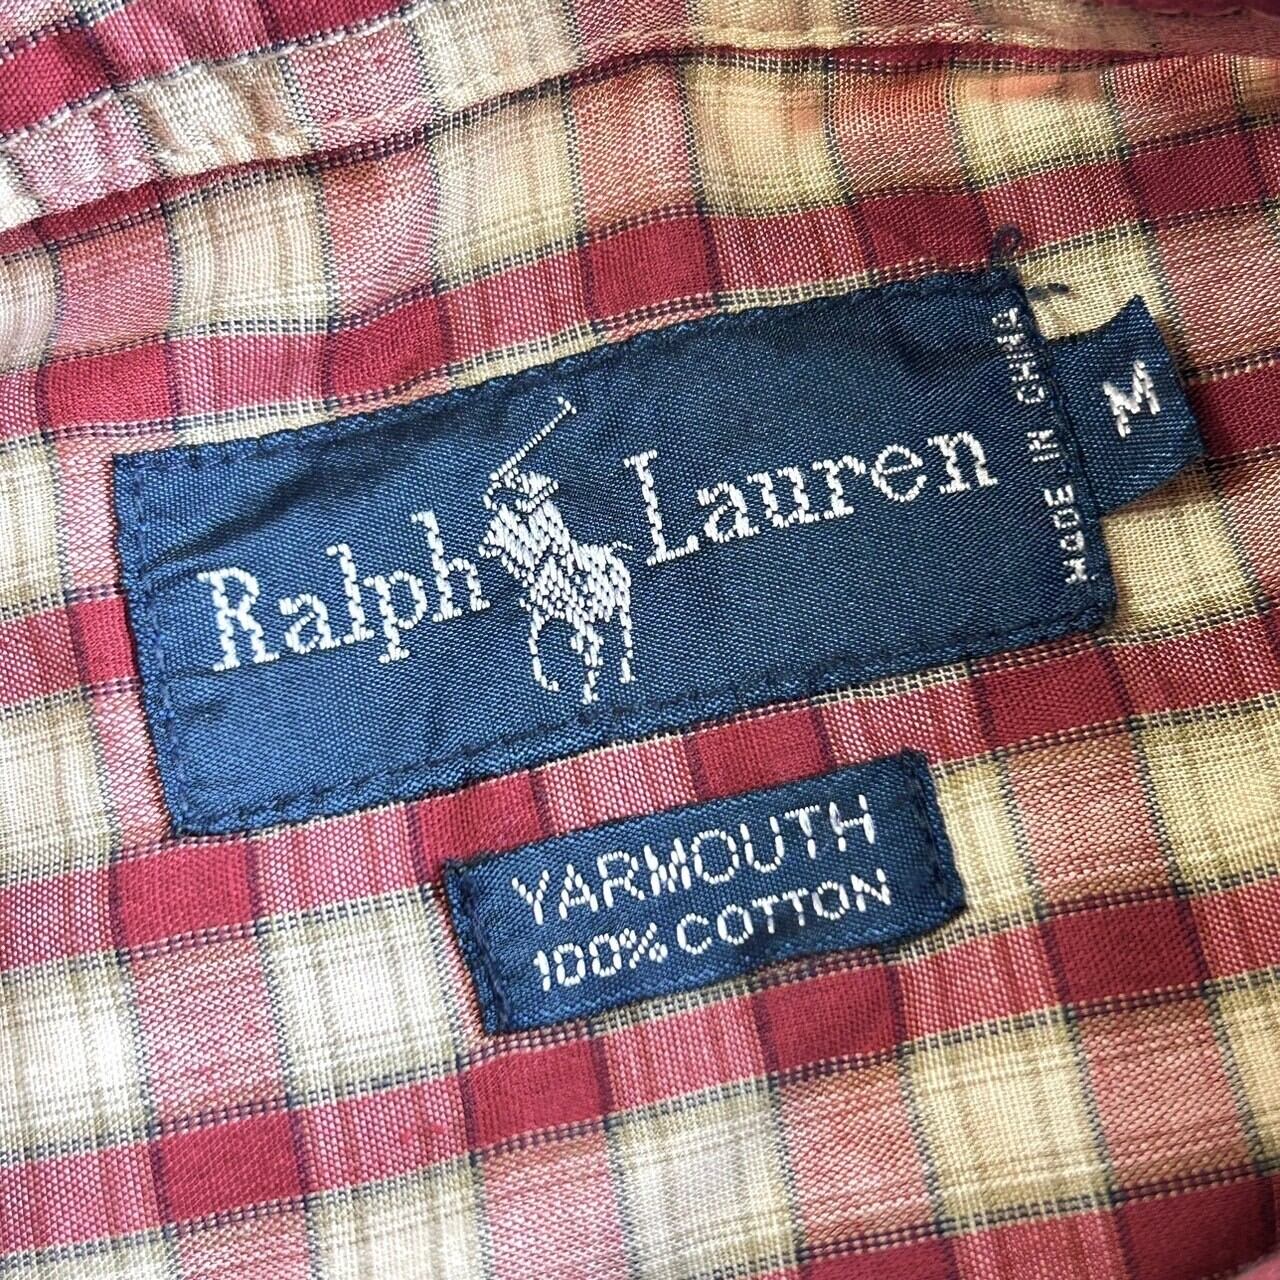 Ralph Lauren
MADE IN CHINA
M
YARMOUTH
100% COTTON